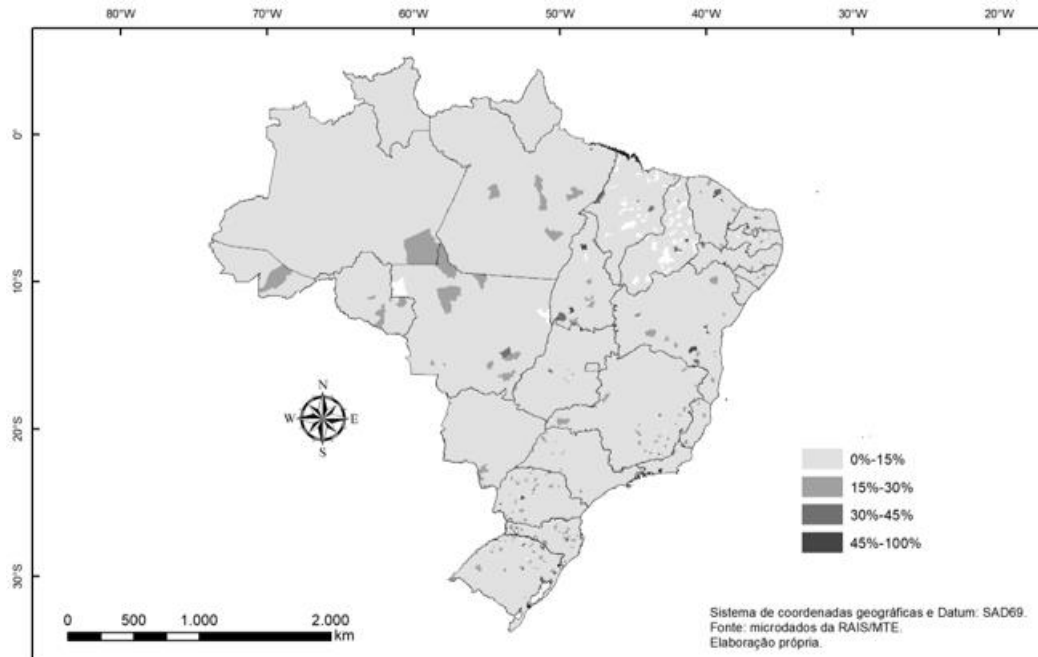 80°W 70°W 60°W 50°W 40°W 30°W 20°W
0°
10°S
20°S
30°S
N
W E
S
0%-15%
15%-30%
30%-45%
45%-100%
0 500 1.000 2.000
km
Sistema de coordenadas geográficas e Datum: SAD69.
Fonte: microdados da RAIS/MTE.
Elaboração própria.